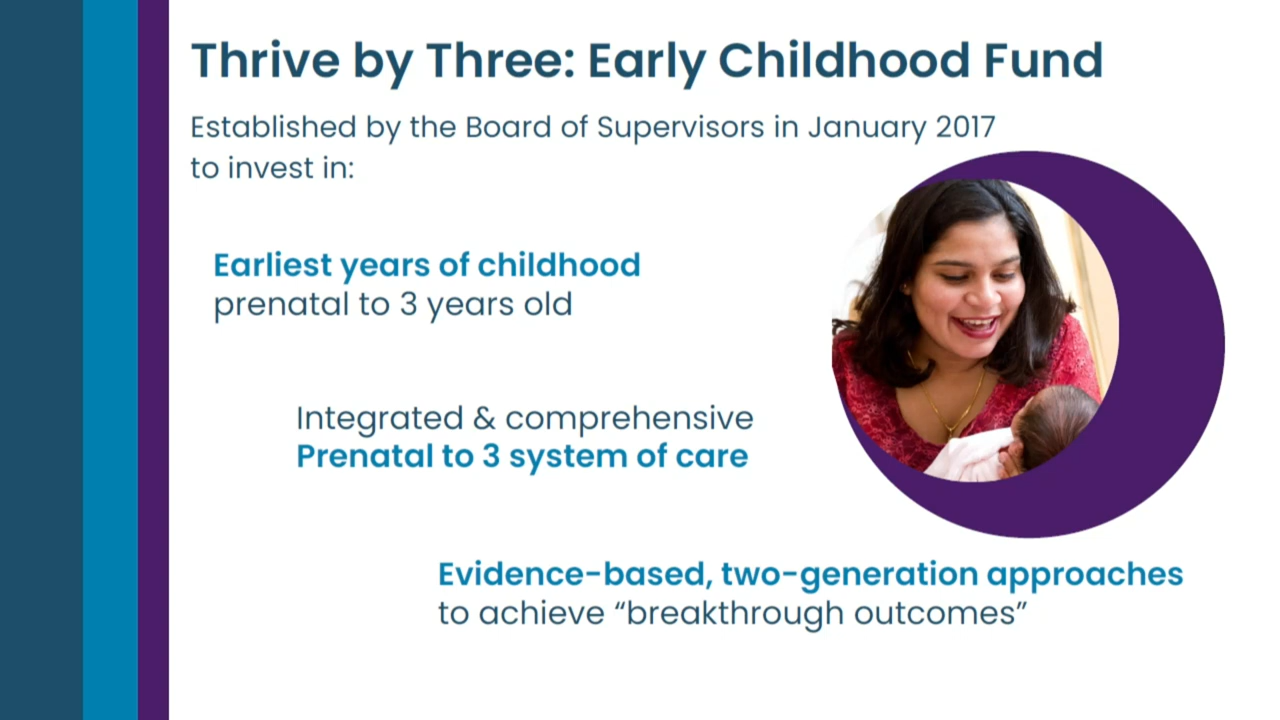 Thrive by Three: Early Childhood Fund
Established by the Board of Supervisors in January 2017
to invest in:
Earliest years of childhood
prenatal to 3 years old
Integrated & comprehensive
Prenatal to 3 system of care
Evidence-based, two-generation approaches
to achieve “breakthrough outcomes”